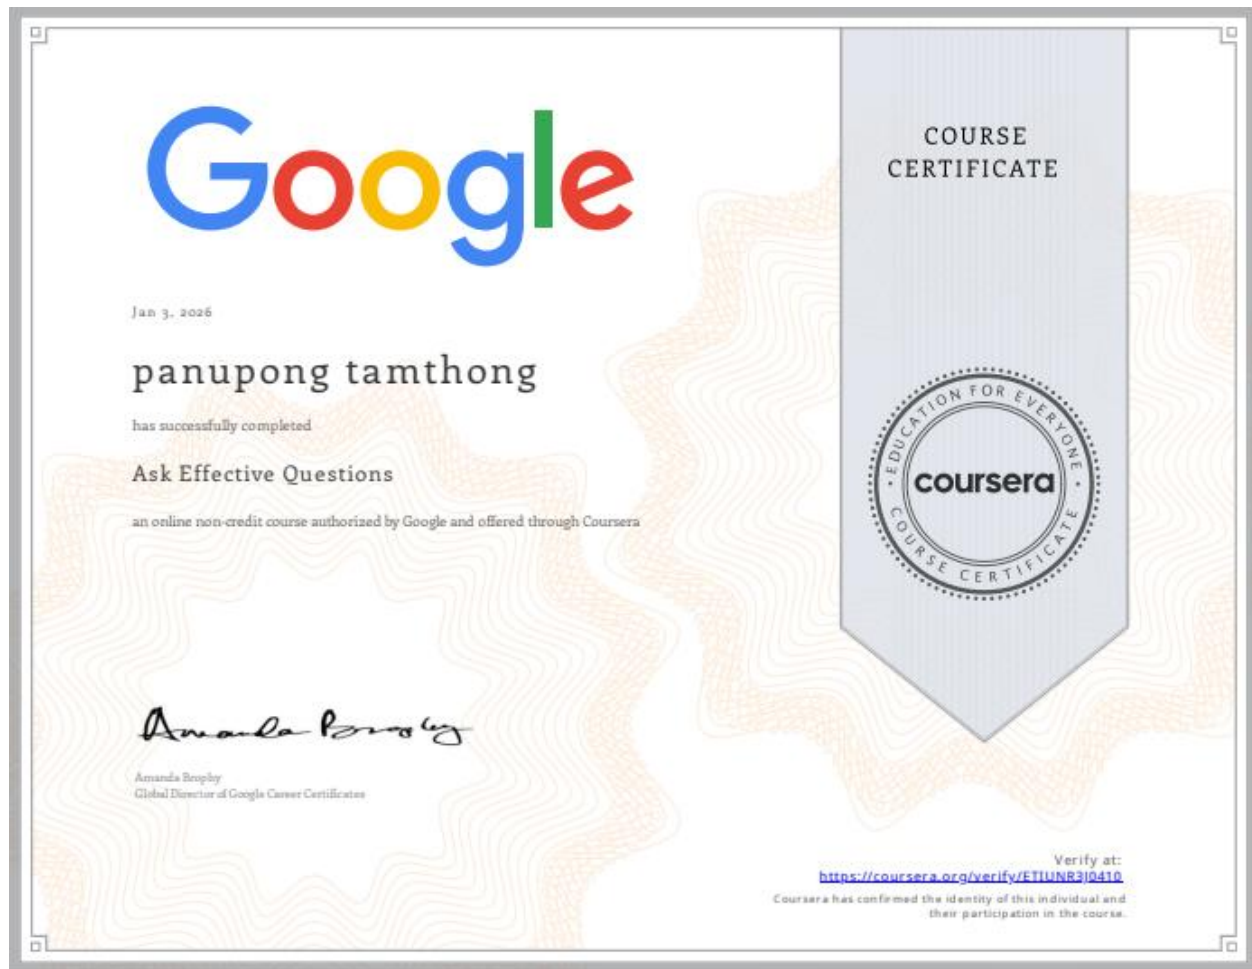 Google
COURSE
CERTIFICATE
Jan 3, 2026
panupong tamthong
has successfully completed
Ask Effective Questions
an online non-credit course authorized by Google and offered through Coursera
EDUCATION FOR EVERYONE
coursera
COURSE CERTIFICATE
Amanda Brophy
Amanda Brophy
Global Director of Google Career Certificates
Verify at:
https://coursera.org/verify/ETIUNR3J0410
Coursera has confirmed the identity of this individual and
their participation in the course.